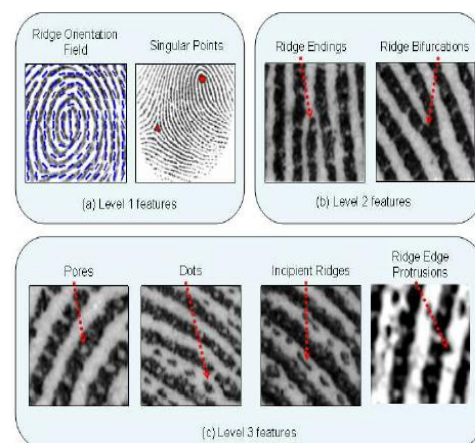 Ridge Orientation
Field
Singular Points
(a) Level 1 features
Ridge Endings
Ridge Bifurcations
(b) Level 2 features
Pores
Dots
Incipient Ridges
Ridge Edge
Protrusions
(c) Level 3 features